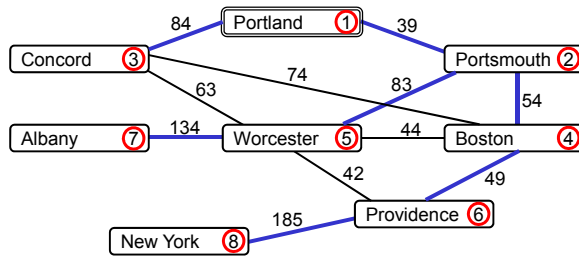 84
Portland 1
39
Concord 3
Portsmouth 2
74
63
83
54
Albany 7
134
Worcester 5
44
Boston 4
42
49
Providence 6
185
New York 8